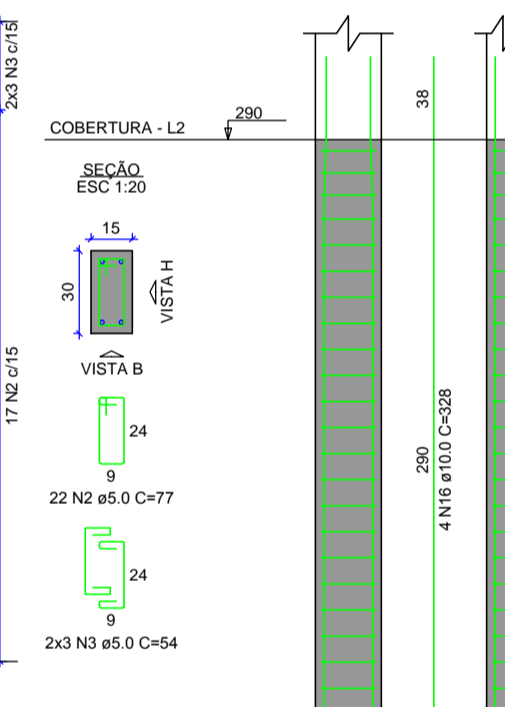 2x3 N3 c/15
17 N2 c/15
COBERTURA - L2
290
SEÇÃO
ESC 1:20
15
30
VISTA H
VISTA B
24
9
22 N2 ø5.0 C=77
24
9
2x3 N3 ø5.0 C=54
38
290
4 N16 ø10.0 C=328